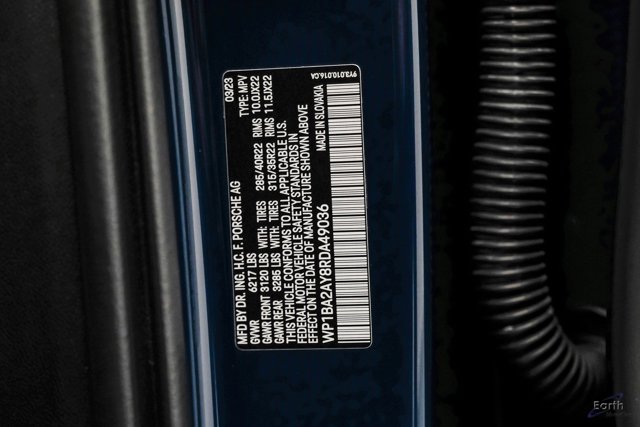 MFD BY DR. ING. H.C. F. PORSCHE AG 03/23
GVWR 6217 LBS TYPE: MPV
GAWR FRONT 3120 LBS WITH: TIRES 285/40R22 RIMS 10.0JX22
GAWR REAR 3285 LBS WITH: TIRES 315/35R22 RIMS 11.5JX22
THIS VEHICLE CONFORMS TO ALL APPLICABLE U.S.
FEDERAL MOTOR VEHICLE SAFETY STANDARDS IN
EFFECT ON THE DATE OF MANUFACTURE SHOWN ABOVE
WP1BA2AY8RDA49036 MADE IN SLOVAKIA
9Y3.010.016.CA
Earth